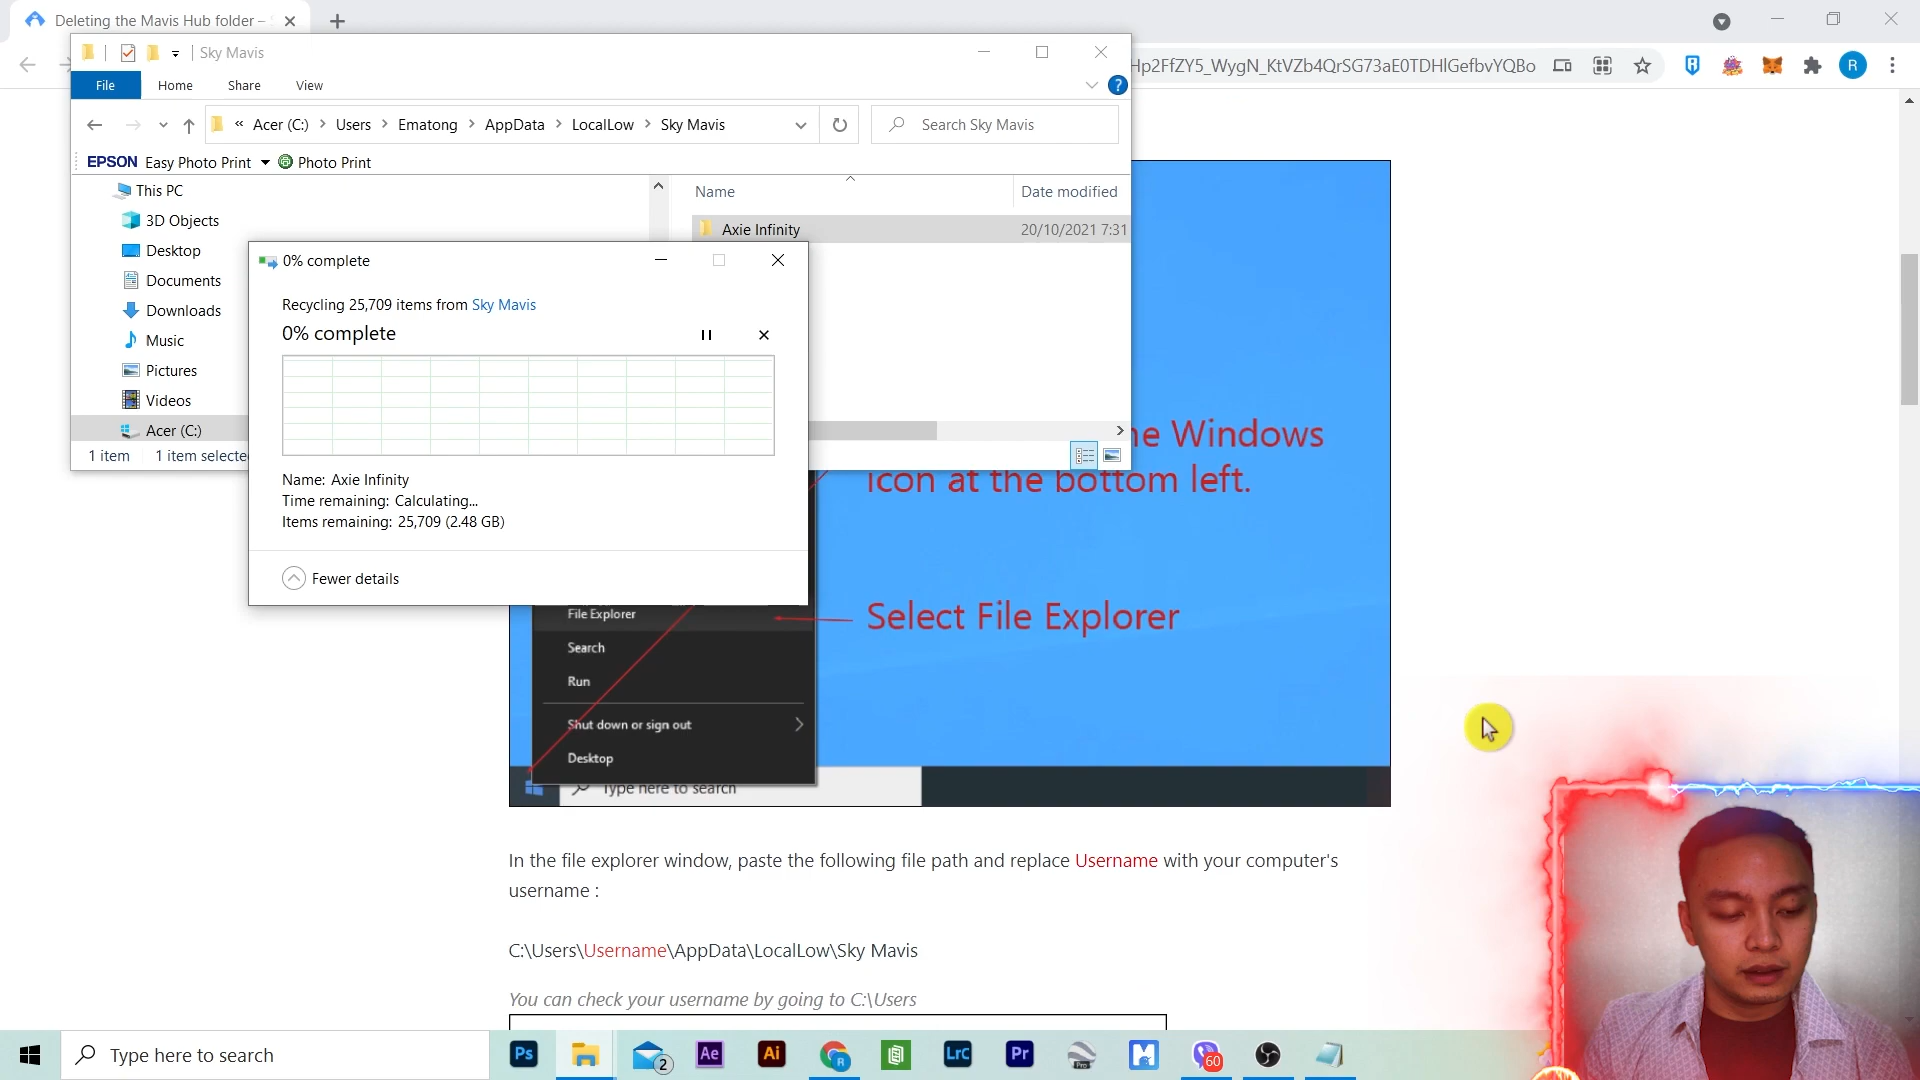 Deleting the Mavis Hub folder –
Sky Mavis
Hp2FfZY5_WygN_KtVZb4QrSG73aE0TDHlGefbvYQBo
R
File
Home
Share
View
?
« Acer (C:) > Users > Ematong > AppData > LocalLow > Sky Mavis
Search Sky Mavis
EPSON Easy Photo Print
Photo Print
This PC
3D Objects
Desktop
Documents
Downloads
Music
Pictures
Videos
Acer (C:)
Name
Date modified
Axie Infinity
20/10/2021 7:31
1 item
1 item selecte
0% complete
Recycling 25,709 items from Sky Mavis
0% complete
Name: Axie Infinity
Time remaining: Calculating...
Items remaining: 25,709 (2.48 GB)
Fewer details
Windows
icon at the bottom left.
File Explorer
Search
Run
Shut down or sign out
Desktop
Type here to search
Select File Explorer
In the file explorer window, paste the following file path and replace Username with your computer's
username :
C:\Users\Username\AppData\LocalLow\Sky Mavis
You can check your username by going to C:\Users
Type here to search
Ps
2
Ae
Ai
R
LrC
Pr
Pro
60